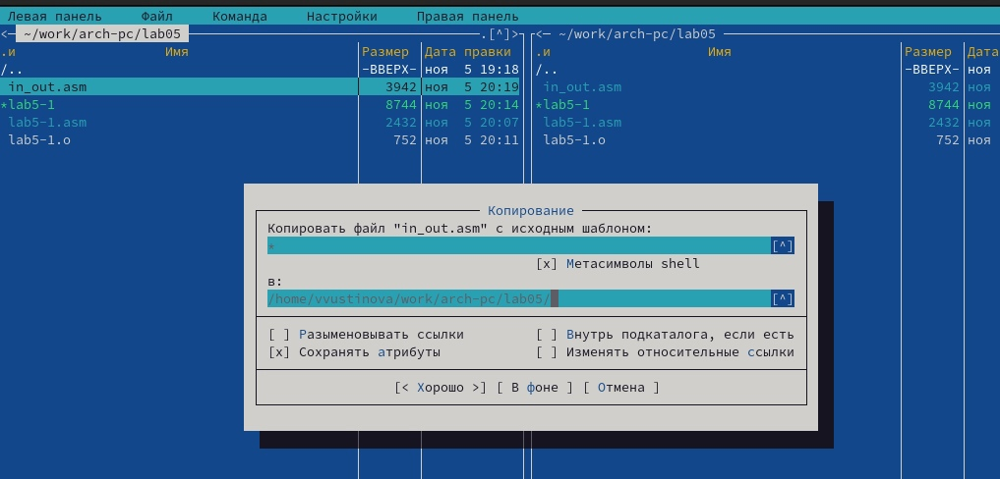 Левая панель Файл Команда Настройки Правая панель
<─ ~/work/arch-pc/lab05 .[^]> <─ ~/work/arch-pc/lab05
.и Имя Размер Дата правки .и Имя Размер Дата
/.. -ВВЕРХ- ноя 5 19:18 /.. -ВВЕРХ- ноя
in_out.asm 3942 ноя 5 20:19 in_out.asm 3942 ноя
*lab5-1 8744 ноя 5 20:14 *lab5-1 8744 ноя
lab5-1.asm 2432 ноя 5 20:07 lab5-1.asm 2432 ноя
lab5-1.o 752 ноя 5 20:11 lab5-1.o 752 ноя
Копирование
Копировать файл "in_out.asm" с исходным шаблоном:
* [^]
[x] Метасимволы shell
в:
/home/vvustinova/work/arch-pc/lab05/ [^]
[ ] Разыменовывать ссылки [ ] Внутрь подкаталога, если есть
[x] Сохранять атрибуты [ ] Изменять относительные ссылки
[< Хорошо >] [ В фоне ] [ Отмена ]